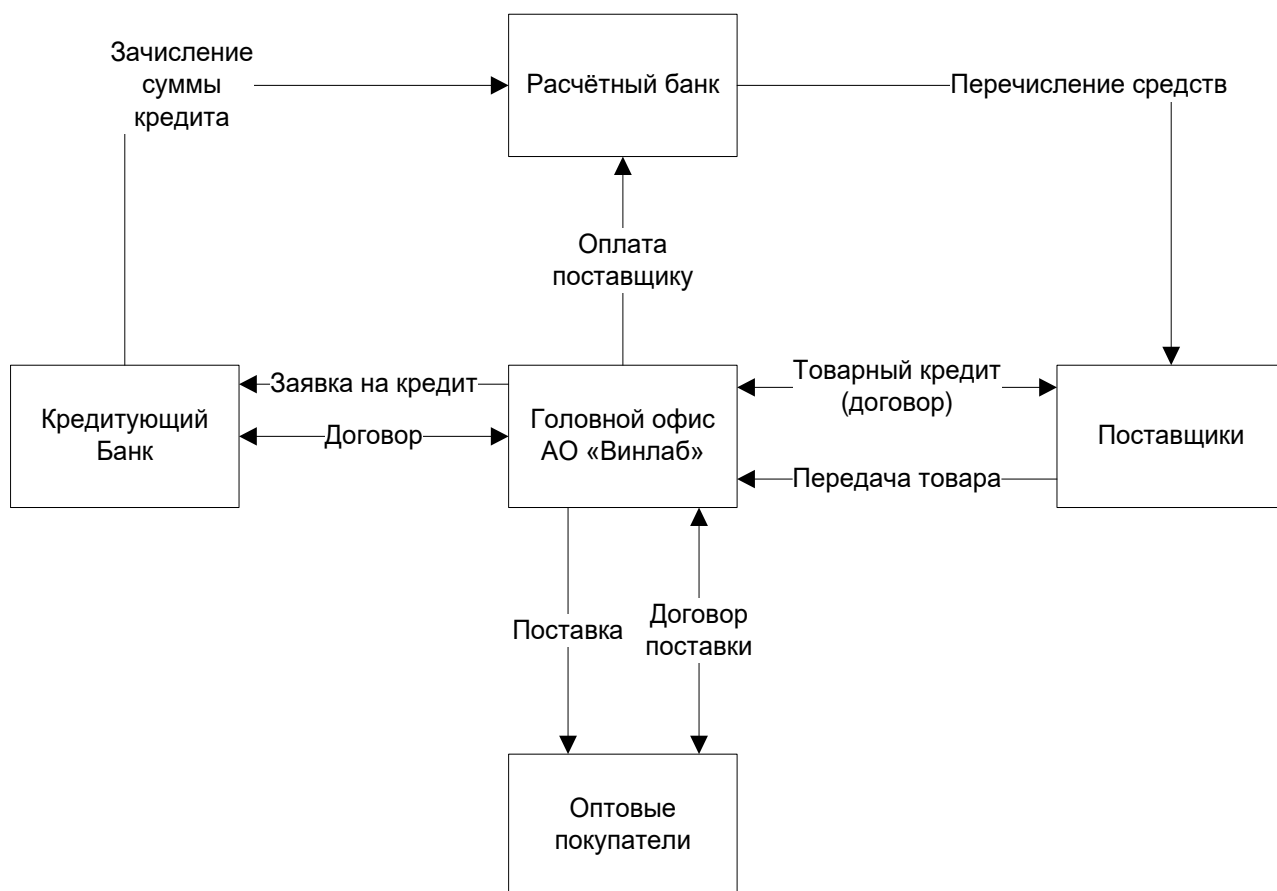 Зачисление
суммы
кредита
Расчётный банк
Перечисление средств
Оплата
поставщику
Кредитующий
Банк
Заявка на кредит
Договор
Головной офис
АО «Винлаб»
Товарный кредит
(договор)
Передача товара
Поставщики
Поставка
Договор
поставки
Оптовые
покупатели